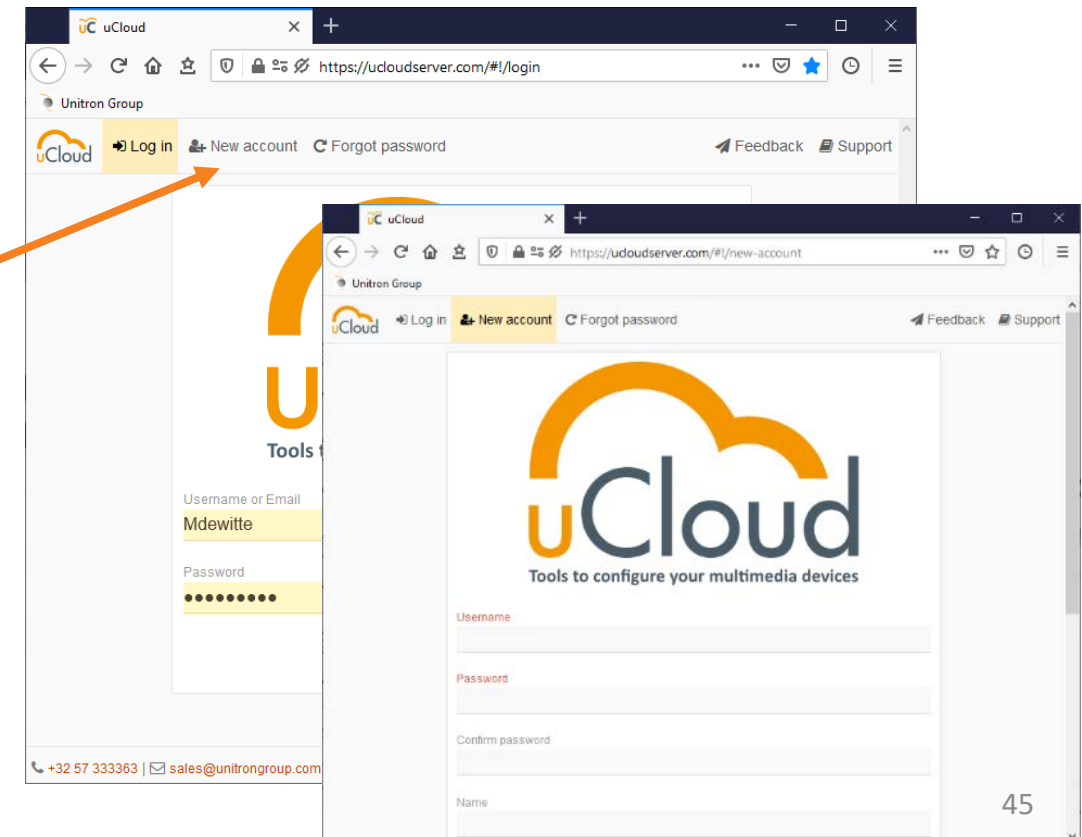 uC uCloud
https://ucloudserver.com/#!/login
Unitron Group
uCloud Log in New account Forgot password Feedback Support
u
Tools t
Username or Email
Mdewitte
Password
•••••••••
+32 57 333363 | sales@unitrongroup.com
uC uCloud
https://ucloudserver.com/#!/new-account
Unitron Group
uCloud Log in New account Forgot password Feedback Support
uCloud
Tools to configure your multimedia devices
Username
Password
Confirm password
Name
45